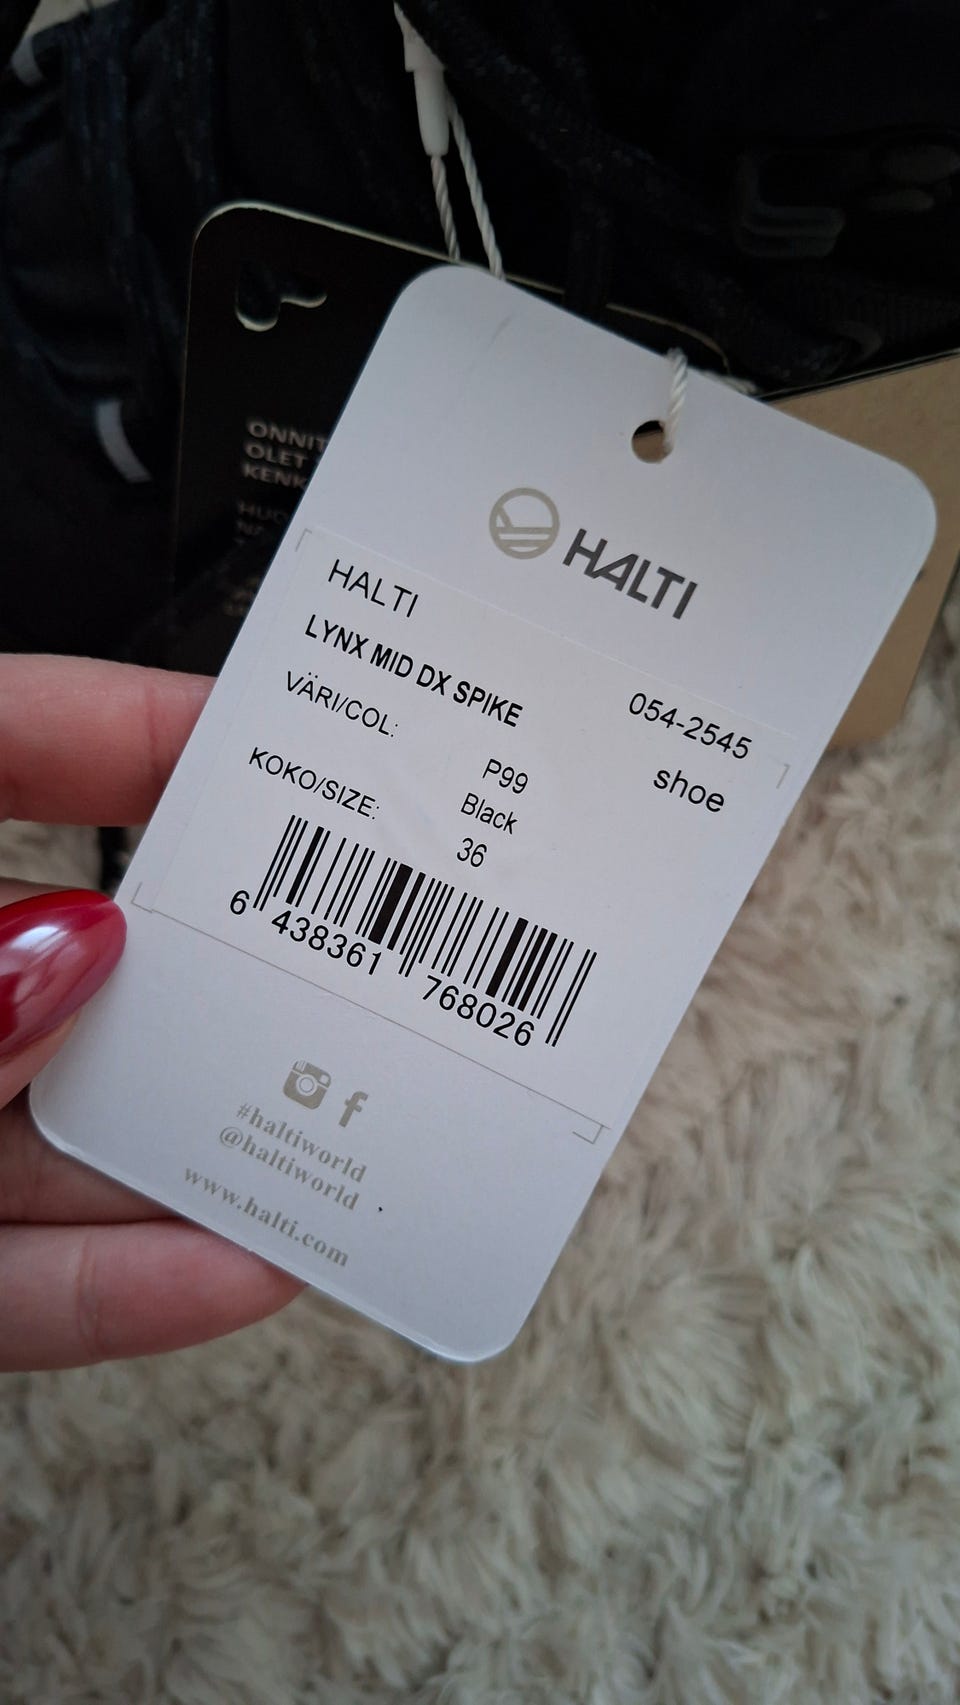 ONNIT
OLET
KENK
HALTI
HALTI
LYNX MID DX SPIKE
054-2545
VÄRI/COL:
P99
shoe
Black
KOKO/SIZE:
36
6 438361 768026
#haltiworld
@haltiworld
www.halti.com